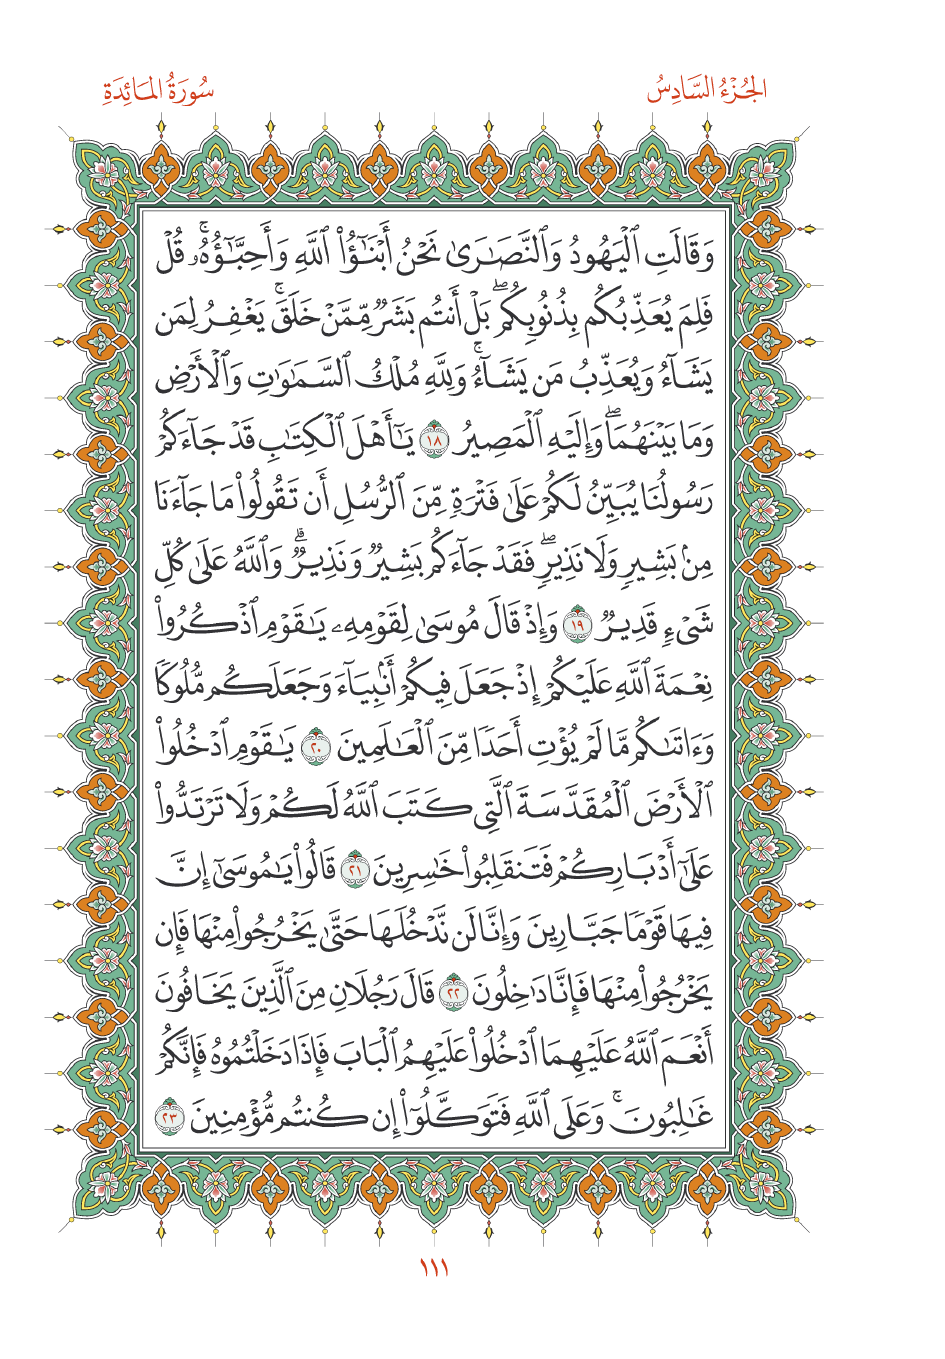 الجُزْءُ السَّادِسُ
سُورَةُ المَائِدَةِ
وَقَالَتِ ٱلْيَهُودُ وَٱلنَّصَـٰرَىٰ نَحْنُ أَبْنَـٰٓؤُا۟ ٱللَّهِ وَأَحِبَّـٰٓؤُهُۥ ۚ قُلْ
فَلِمَ يُعَذِّبُكُم بِذُنُوبِكُم ۖ بَلْ أَنتُم بَشَرٌ مِّمَّنْ خَلَقَ ۚ يَغْفِرُ لِمَن
يَشَآءُ وَيُعَذِّبُ مَن يَشَآءُ ۚ وَلِلَّهِ مُلْكُ ٱلسَّمَـٰوَٰتِ وَٱلْأَرْضِ
وَمَا بَيْنَهُمَا ۖ وَإِلَيْهِ ٱلْمَصِيرُ ١٨ يَـٰٓأَهْلَ ٱلْكِتَـٰبِ قَدْ جَآءَكُمْ
رَسُولُنَا يُبَيِّنُ لَكُمْ عَلَىٰ فَتْرَةٍ مِّنَ ٱلرُّسُلِ أَن تَقُولُوا۟ مَا جَآءَنَا
مِنۢ بَشِيرٍ وَلَا نَذِيرٍ ۖ فَقَدْ جَآءَكُم بَشِيرٌ وَنَذِيرٌ ۗ وَٱللَّهُ عَلَىٰ كُلِّ
شَىْءٍ قَدِيرٌ ١٩ وَإِذْ قَالَ مُوسَىٰ لِقَوْمِهِۦ يَـٰقَوْمِ ٱذْكُرُوا۟
نِعْمَةَ ٱللَّهِ عَلَيْكُمْ إِذْ جَعَلَ فِيكُمْ أَنۢبِيَآءَ وَجَعَلَكُم مُّلُوكًا
وَءَاتَىٰكُم مَّا لَمْ يُؤْتِ أَحَدًا مِّنَ ٱلْعَـٰلَمِينَ ٢٠ يَـٰقَوْمِ ٱدْخُلُوا۟
ٱلْأَرْضَ ٱلْمُقَدَّسَةَ ٱلَّتِى كَتَبَ ٱللَّهُ لَكُمْ وَلَا تَرْتَدُّوا۟
عَلَىٰٓ أَدْبَارِكُمْ فَتَنقَلِبُوا۟ خَـٰسِرِينَ ٢١ قَالُوا۟ يَـٰمُوسَىٰٓ إِنَّ
فِيهَا قَوْمًا جَبَّارِينَ وَإِنَّا لَن نَّدْخُلَهَا حَتَّىٰ يَخْرُجُوا۟ مِنْهَا فَإِن
يَخْرُجُوا۟ مِنْهَا فَإِنَّا دَٰخِلُونَ ٢٢ قَالَ رَجُلَانِ مِنَ ٱلَّذِينَ يَخَافُونَ
أَنْعَمَ ٱللَّهُ عَلَيْهِمَا ٱدْخُلُوا۟ عَلَيْهِمُ ٱلْبَابَ فَإِذَا دَخَلْتُمُوهُ فَإِنَّكُمْ
غَـٰلِبُونَ ۚ وَعَلَى ٱللَّهِ فَتَوَكَّلُوٓا۟ إِن كُنتُم مُّؤْمِنِينَ ٢٣
١١١